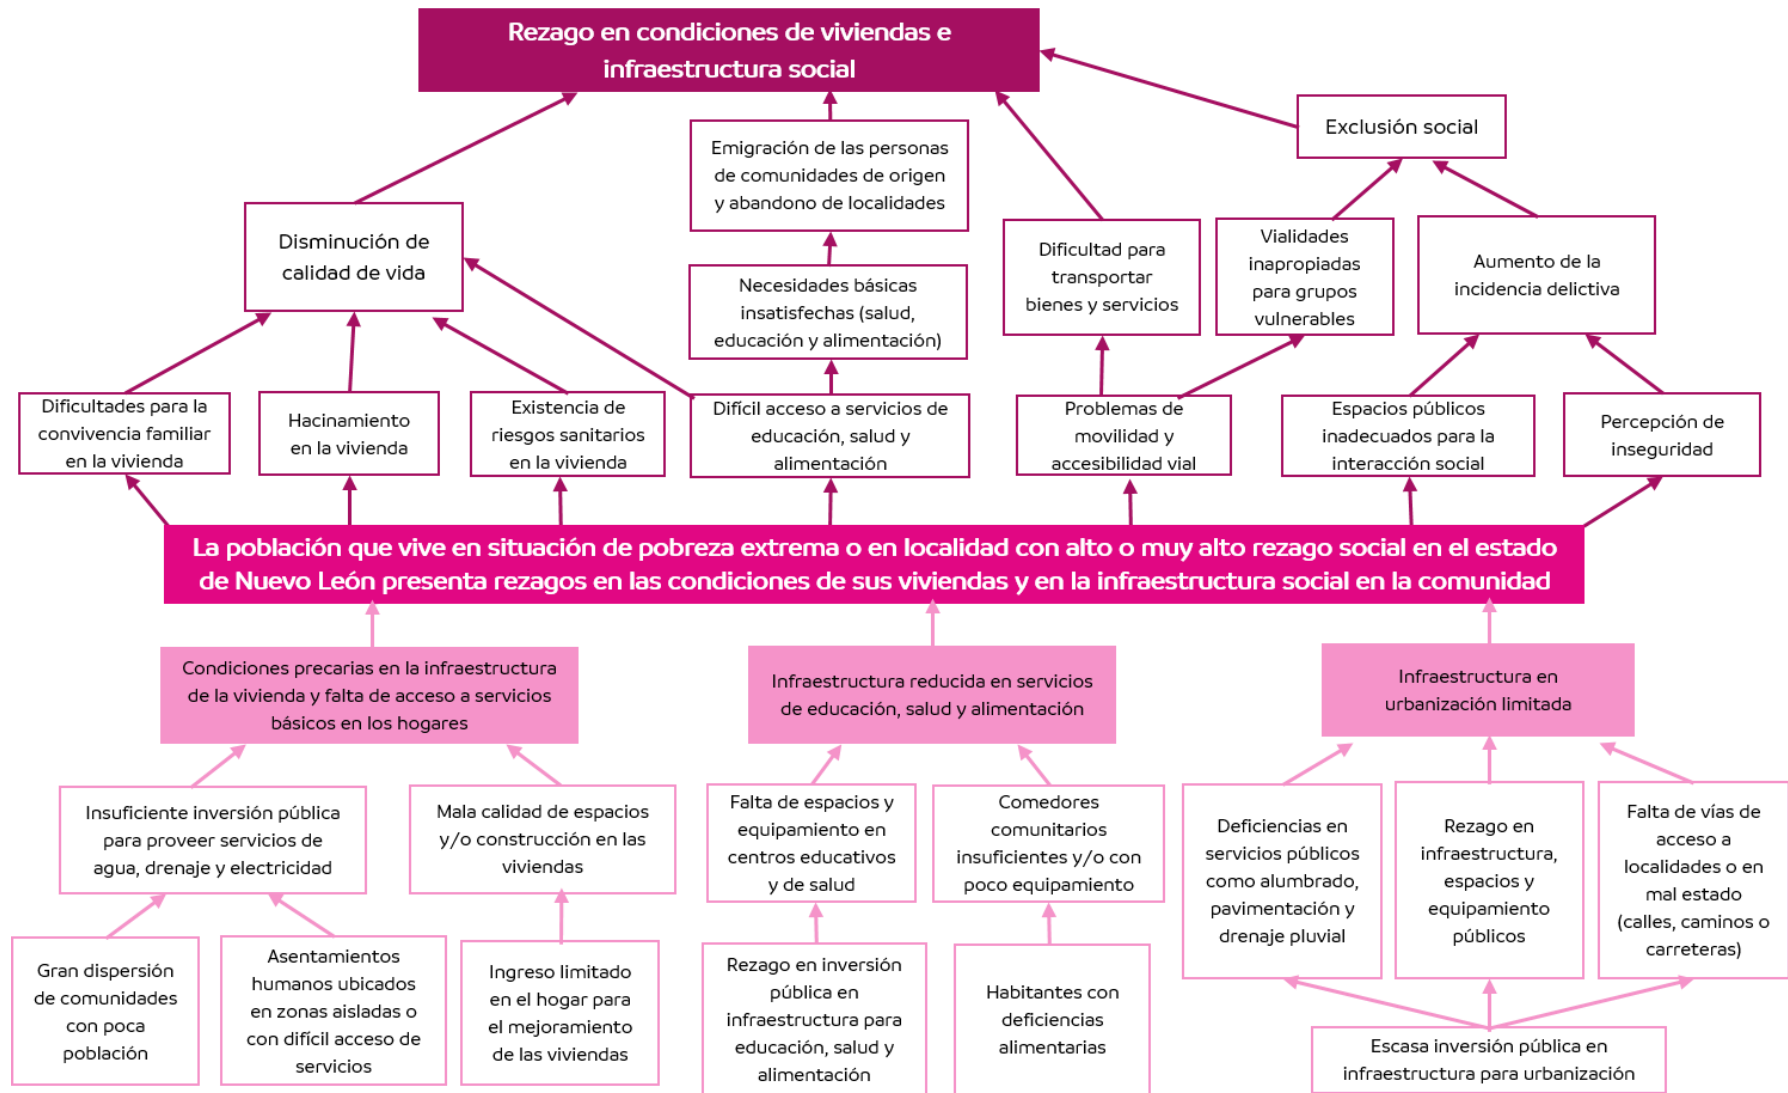 Rezago en condiciones de viviendas e
infraestructura social
Exclusión social
Emigración de las personas
de comunidades de origen
y abandono de localidades
Disminución de
calidad de vida
Necesidades básicas
insatisfechas (salud,
educación y alimentación)
Dificultad para
transportar
bienes y servicios
Vialidades
inapropiadas
para grupos
vulnerables
Aumento de la
incidencia delictiva
Dificultades para la
convivencia familiar
en la vivienda
Hacinamiento
en la vivienda
Existencia de
riesgos sanitarios
en la vivienda
Difícil acceso a servicios de
educación, salud y
alimentación
Problemas de
movilidad y
accesibilidad vial
Espacios públicos
inadecuados para la
interacción social
Percepción de
inseguridad
La población que vive en situación de pobreza extrema o en localidad con alto o muy alto rezago social en el estado
de Nuevo León presenta rezagos en las condiciones de sus viviendas y en la infraestructura social en la comunidad
Condiciones precarias en la infraestructura
de la vivienda y falta de acceso a servicios
básicos en los hogares
Infraestructura reducida en servicios
de educación, salud y alimentación
Infraestructura en
urbanización limitada
Insuficiente inversión pública
para proveer servicios de
agua, drenaje y electricidad
Mala calidad de espacios
y/o construcción en las
viviendas
Falta de espacios y
equipamiento en
centros educativos
y de salud
Comedores
comunitarios
insuficientes y/o con
poco equipamiento
Deficiencias en
servicios públicos
como alumbrado,
pavimentación y
drenaje pluvial
Rezago en
infraestructura,
espacios y
equipamiento
públicos
Falta de vías de
acceso a
localidades o en
mal estado
(calles, caminos o
carreteras)
Gran dispersión
de comunidades
con poca
población
Asentamientos
humanos ubicados
en zonas aisladas o
con difícil acceso de
servicios
Ingreso limitado
en el hogar para
el mejoramiento
de las viviendas
Rezago en inversión
pública en
infraestructura para
educación, salud y
alimentación
Habitantes con
deficiencias
alimentarias
Escasa inversión pública en
infraestructura para urbanización